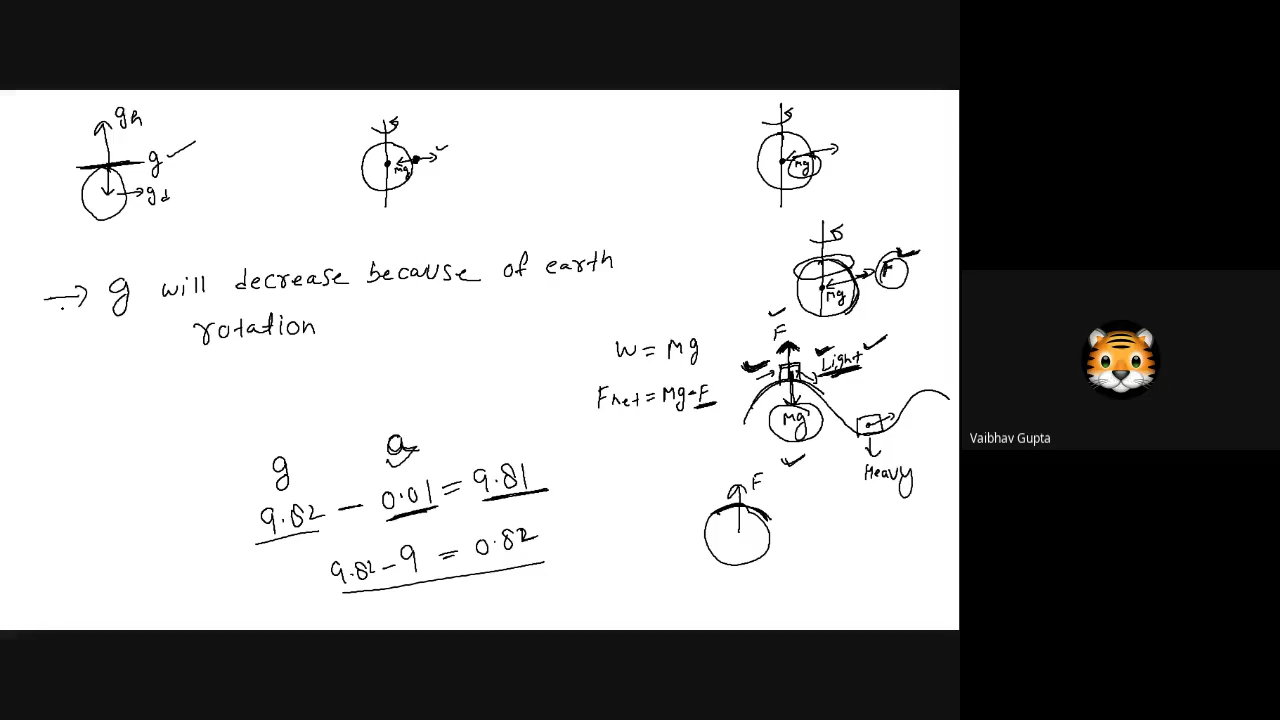 gh
g
gd
Mg
Mg
→ g will decrease because of earth
rotation
Mg
F
F
W = Mg
Light
Fnet = Mg - F
Mg
Heavy
g
a
9.82 - 0.01 = 9.81
9.82 - 9 = 0.82
F
Vaibhav Gupta